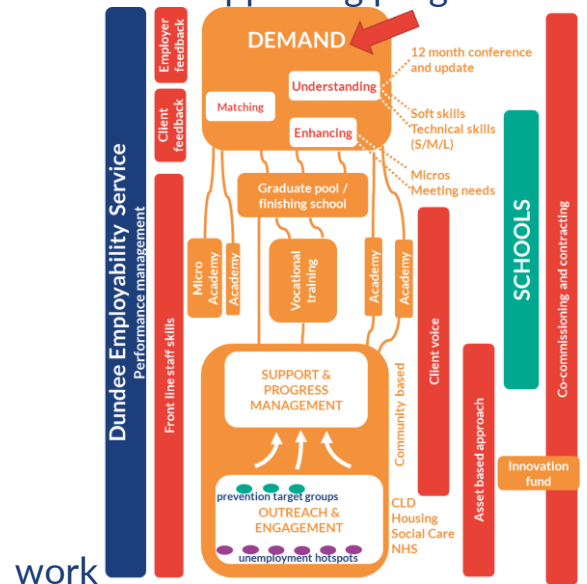 Employer
feedback
DEMAND
12 month conference
and update
Understanding
Matching
Client
feedback
Soft skills
Technical skills
(S/M/L)
Enhancing
Micros
Meeting needs
Graduate pool /
finishing school
Dundee Employability Service
Performance management
Front line staff skills
Micro
Academy
Academy
Vocational
training
Academy
Academy
SCHOOLS
Co-commissioning and contracting
Client voice
Community based
SUPPORT &
PROGRESS
MANAGEMENT
Asset based approach
Innovation
fund
prevention target groups
OUTREACH &
ENGAGEMENT
unemployment hotspots
CLD
Housing
Social Care
NHS
work